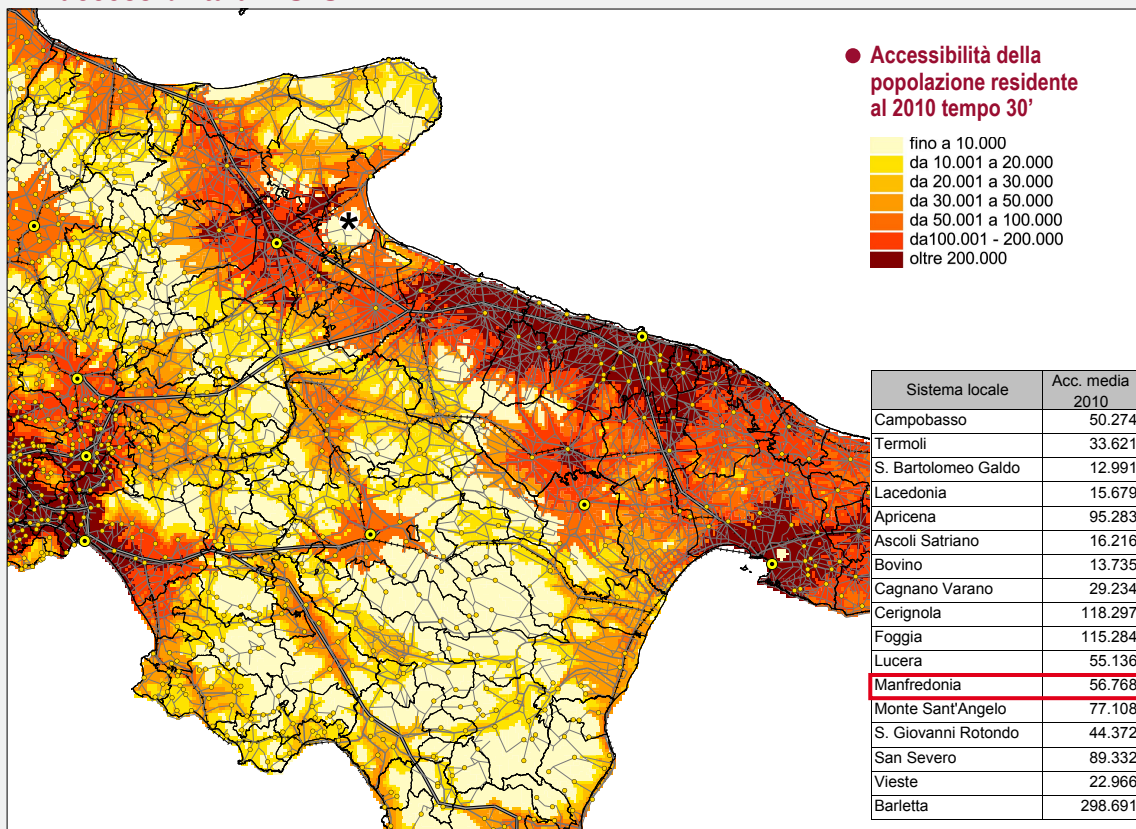 Accessibilità della
popolazione residente
al 2010 tempo 30'
fino a 10.000
da 10.001 a 20.000
da 20.001 a 30.000
da 30.001 a 50.000
da 50.001 a 100.000
da100.001 - 200.000
oltre 200.000
*
Sistema locale Acc. media
2010
Campobasso 50.274
Termoli 33.621
S. Bartolomeo Galdo 12.991
Lacedonia 15.679
Apricena 95.283
Ascoli Satriano 16.216
Bovino 13.735
Cagnano Varano 29.234
Cerignola 118.297
Foggia 115.284
Lucera 55.136
Manfredonia 56.768
Monte Sant'Angelo 77.108
S. Giovanni Rotondo 44.372
San Severo 89.332
Vieste 22.966
Barletta 298.691